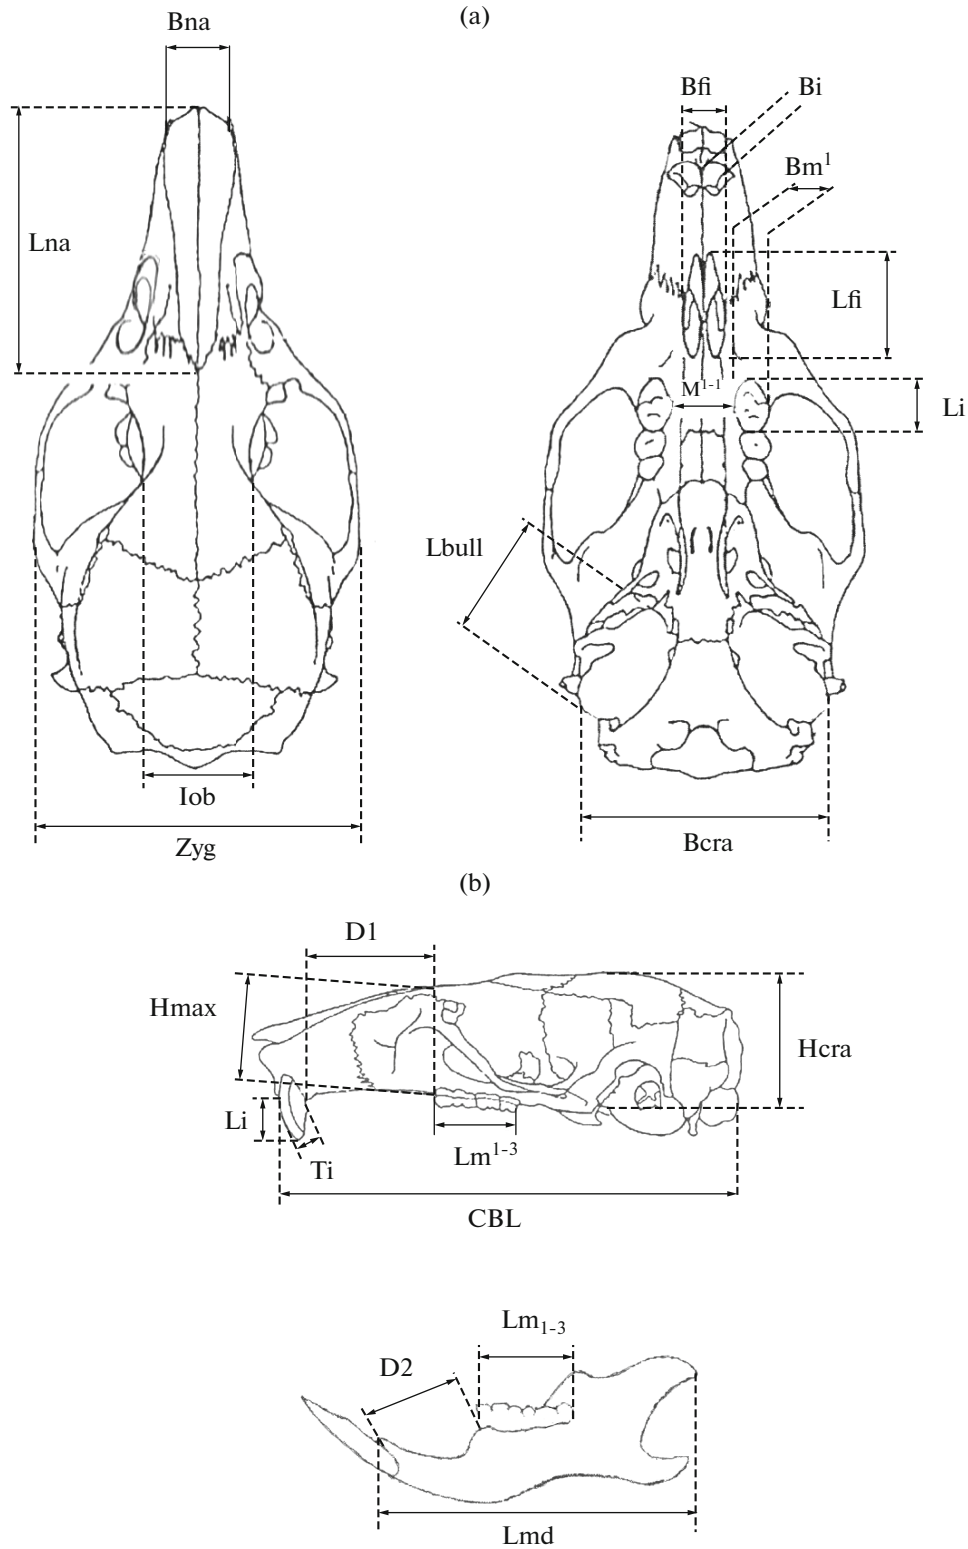 (a)
Bna
Bfi
Bi
Bm¹
Lna
Lfi
M¹⁻¹
Li
Lbull
Iob
Zyg
Bcra
(b)
D1
Hmax
Hcra
Li
Ti
Lm¹⁻³
CBL
Lm₁₋₃
D2
Lmd